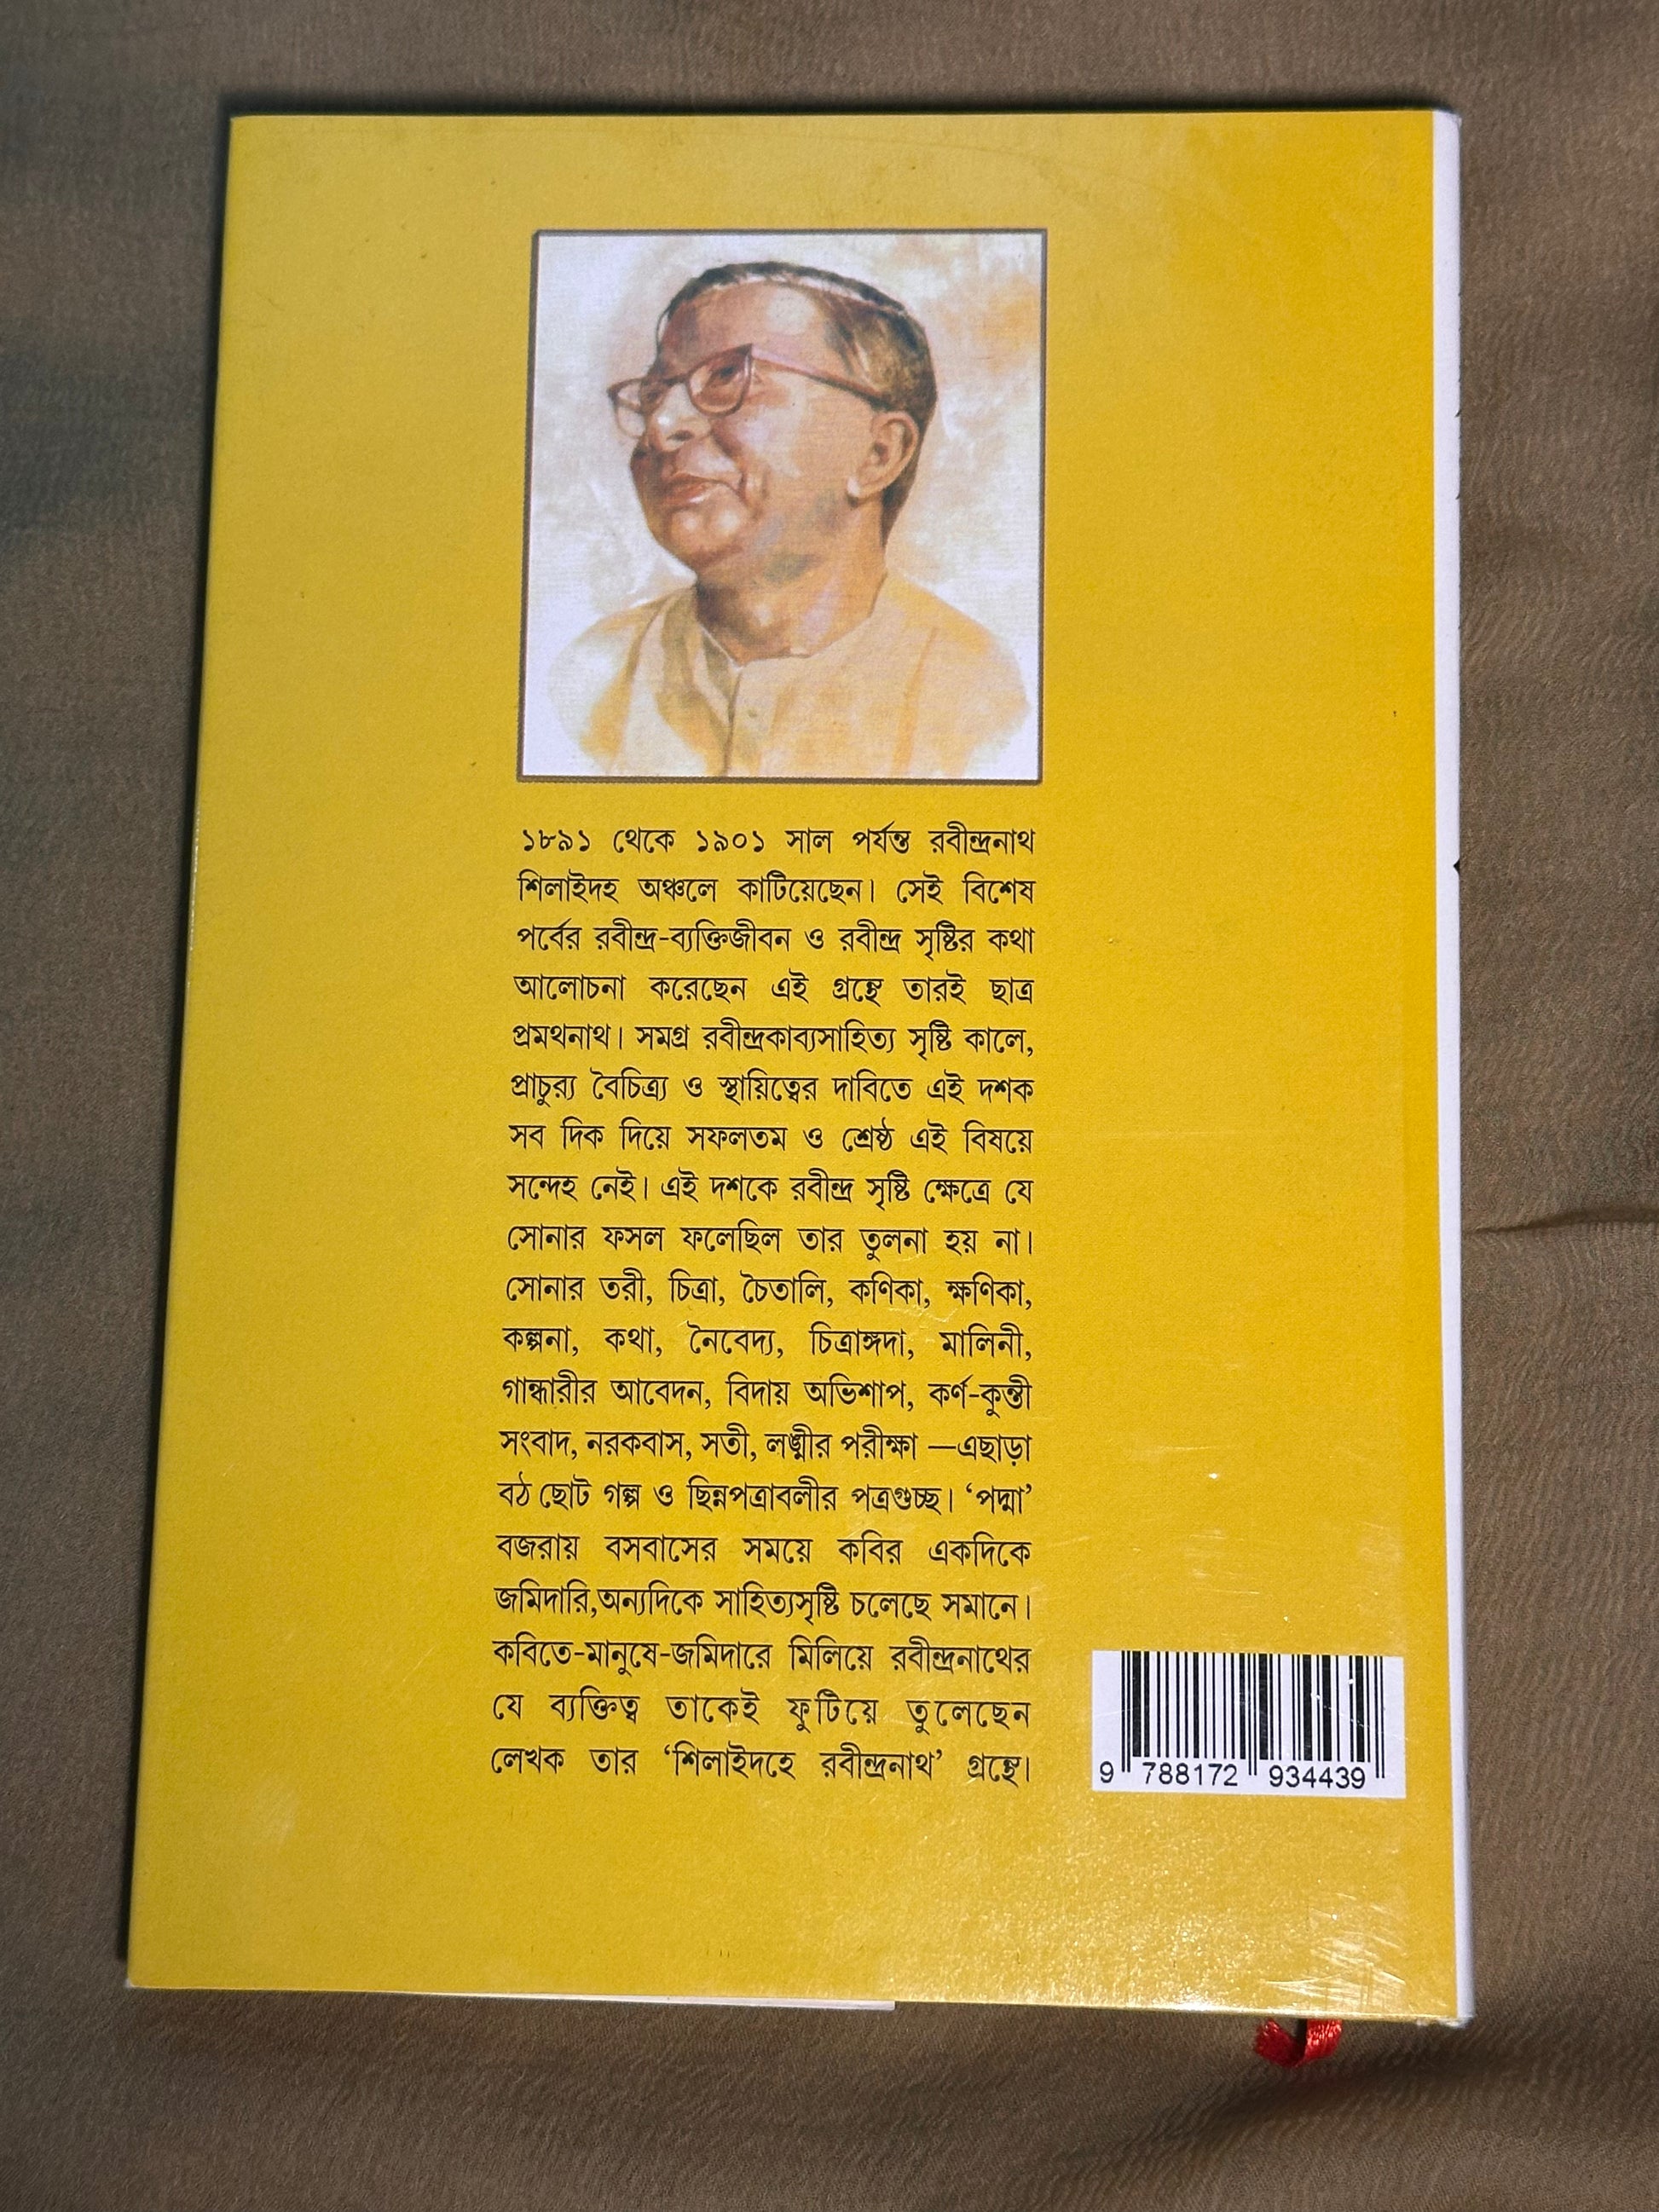 ১৮৯১ থেকে ১৯০১ সাল পর্যন্ত রবীন্দ্রনাথ
শিলাইদহ অঞ্চলে কাটিয়েছেন। সেই বিশেষ
পর্বের রবীন্দ্র-ব্যক্তিজীবন ও রবীন্দ্র সৃষ্টির কথা
আলোচনা করেছেন এই গ্রন্থে তারই ছাত্র
প্রমথনাথ। সমগ্র রবীন্দ্রকাব্যসাহিত্য সৃষ্টি কালে,
প্রাচুর্য বৈচিত্র্য ও স্থায়িত্বের দাবিতে এই দশক
সব দিক দিয়ে সফলতম ও শ্রেষ্ঠ এই বিষয়ে
সন্দেহ নেই। এই দশকে রবীন্দ্র সৃষ্টি ক্ষেত্রে যে
সোনার ফসল ফলেছিল তার তুলনা হয় না।
সোনার তরী, চিত্রা, চৈতালি, কণিকা, ক্ষণিকা,
কল্পনা, কথা, নৈবেদ্য, চিত্রাঙ্গদা, মালিনী,
গান্ধারীর আবেদন, বিদায় অভিশাপ, কর্ণ-কুন্তী
সংবাদ, নরকবাস, সতী, লক্ষ্মীর পরীক্ষা —এছাড়া
বঠ ছোট গল্প ও ছিন্নপত্রাবলীর পত্রগুচ্ছ। ‘পদ্মা’
বজরায় বসবাসের সময়ে কবির একদিকে
জমিদারি,অন্যদিকে সাহিত্যসৃষ্টি চলেছে সমানে।
কবিতে-মানুষে-জমিদারে মিলিয়ে রবীন্দ্রনাথের
যে ব্যক্তিত্ব তাকেই ফুটিয়ে তুলেছেন
লেখক তার ‘শিলাইদহে রবীন্দ্রনাথ’ গ্রন্থে।
9 788172 934439